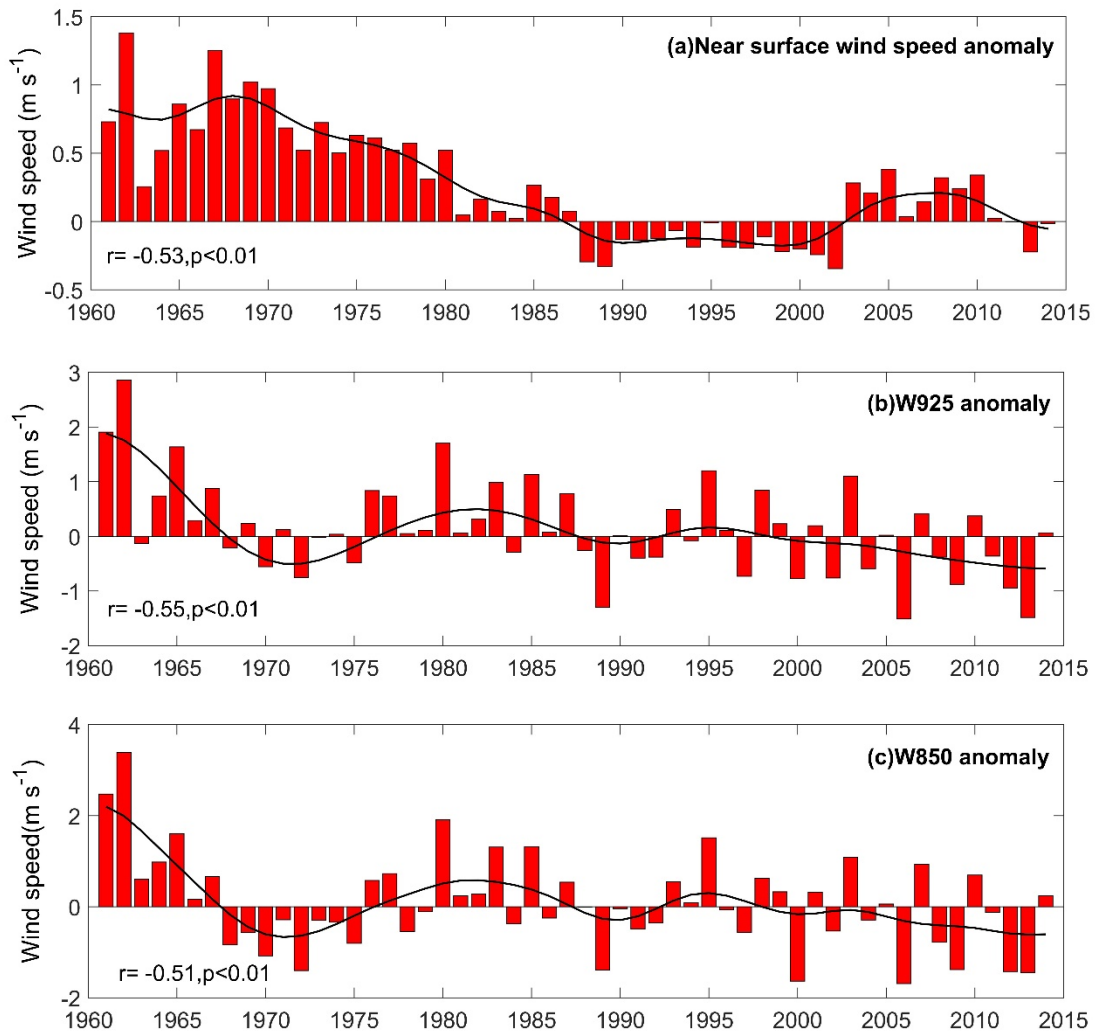 (a)Near surface wind speed anomaly
Wind speed (m s-1)
1.5
1
0.5
0
-0.5
r= -0.53,p<0.01
1960 1965 1970 1975 1980 1985 1990 1995 2000 2005 2010 2015
(b)W925 anomaly
Wind speed (m s-1)
3
2
1
0
-1
-2
r= -0.55,p<0.01
1960 1965 1970 1975 1980 1985 1990 1995 2000 2005 2010 2015
(c)W850 anomaly
Wind speed(m s-1)
4
2
0
-2
r= -0.51,p<0.01
1960 1965 1970 1975 1980 1985 1990 1995 2000 2005 2010 2015